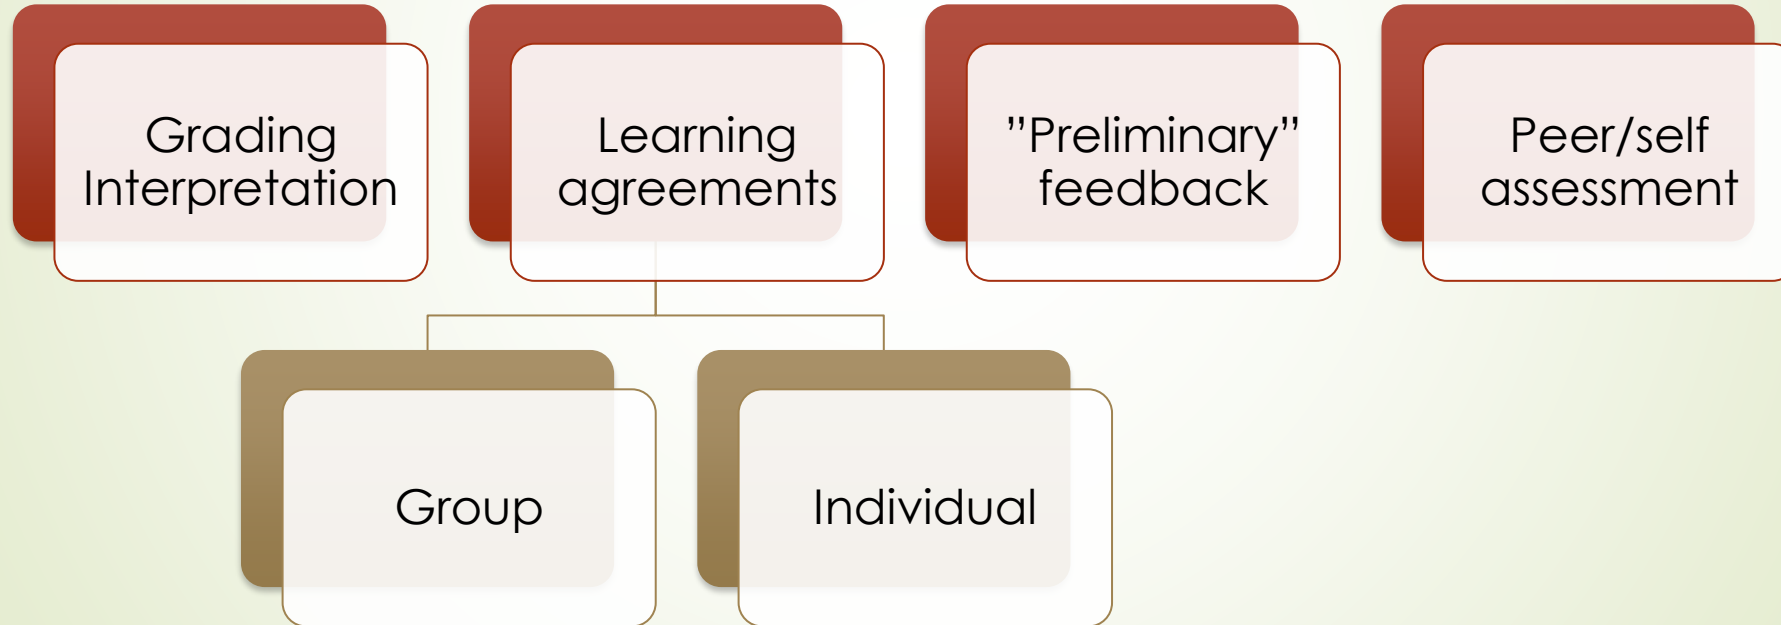 Grading
Interpretation
Learning
agreements
”Preliminary”
feedback
Peer/self
assessment
Group
Individual